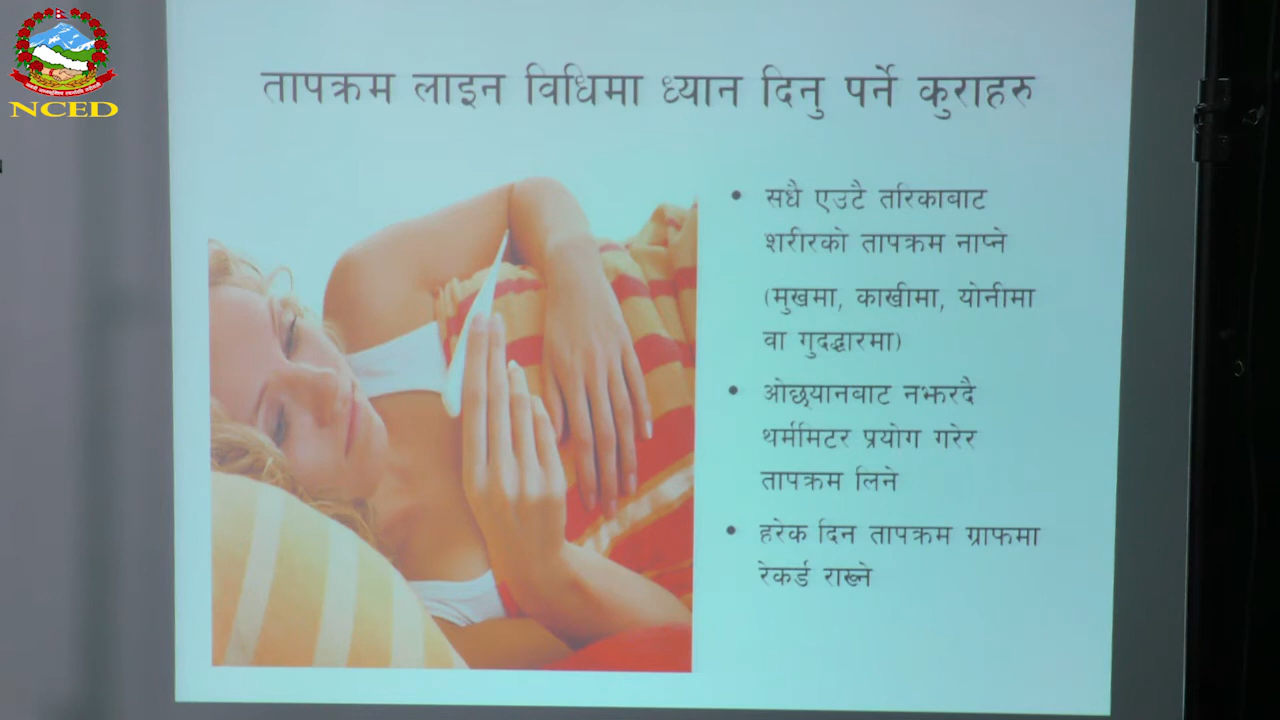 NCED
तापक्रम लाइन विधिमा ध्यान दिनु पर्ने कुराहरु
• सधै एउटै तरिकाबाट
शरीरको तापक्रम नाप्ने
(मुखमा, काखीमा, योनीमा
वा गुदद्धारमा)
• ओछ्यानबाट नझरदै
थर्ममिटर प्रयोग गरेर
तापक्रम लिने
• हरेक दिन तापक्रम ग्राफमा
रेकर्ड राख्ने